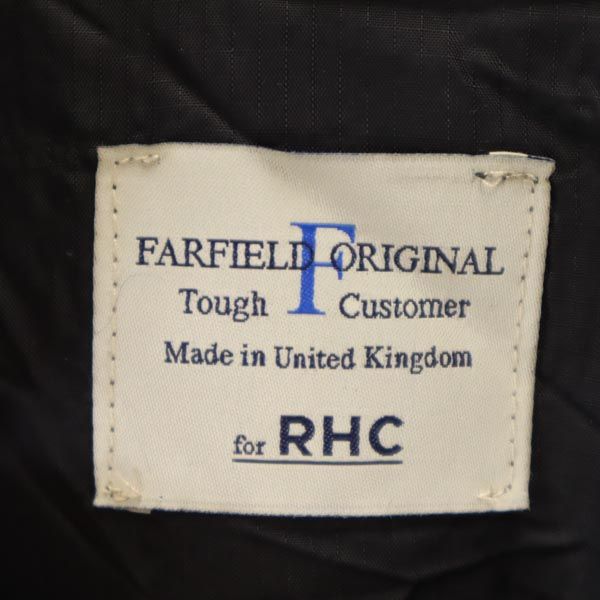 F
FARFIELD ORIGINAL
Tough Customer
Made in United Kingdom
for RHC